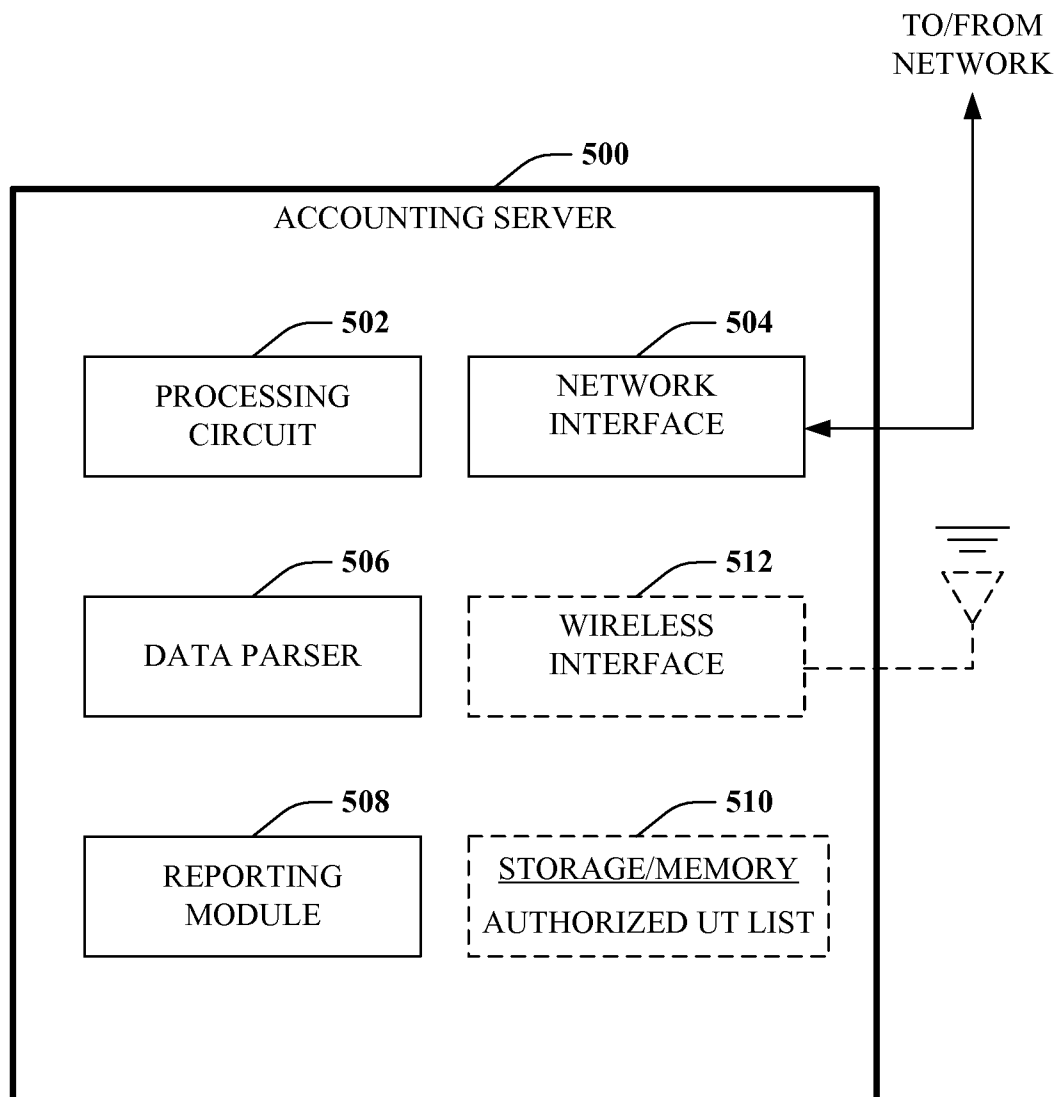 TO/FROM
NETWORK
500
ACCOUNTING SERVER
502
504
PROCESSING
CIRCUIT
NETWORK
INTERFACE
506
512
DATA PARSER
WIRELESS
INTERFACE
508
510
REPORTING
MODULE
STORAGE/MEMORY
AUTHORIZED UT LIST